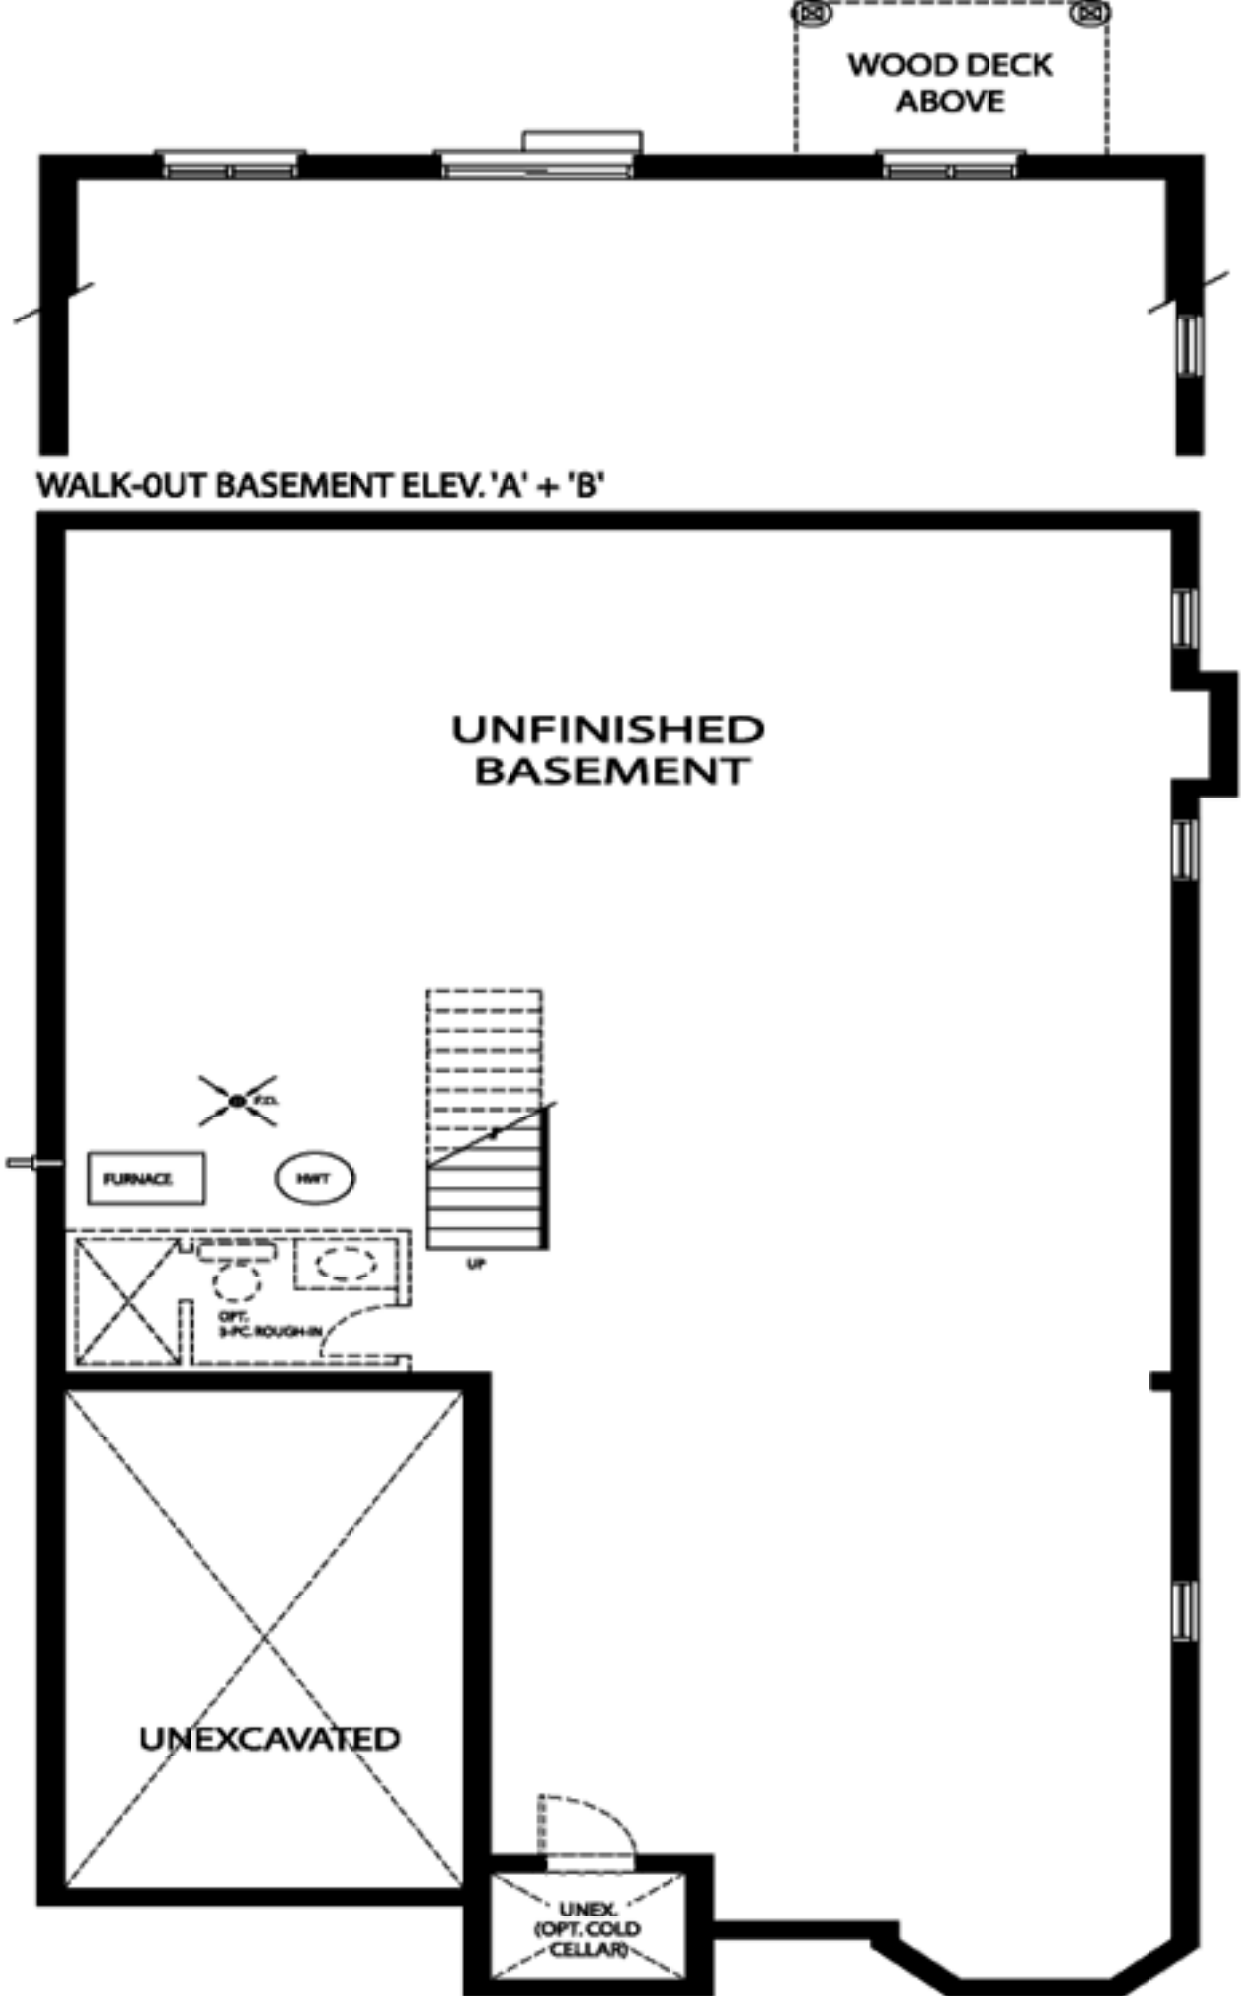 WOOD DECK
ABOVE
WALK-0UT BASEMENT ELEV. 'A' + 'B'
UNFINISHED
BASEMENT
F.D.
FURNACE
HWT
UP
OPT.
3-PC. ROUGH-IN
UNEXCAVATED
UNEX.
(OPT. COLD
CELLAR)